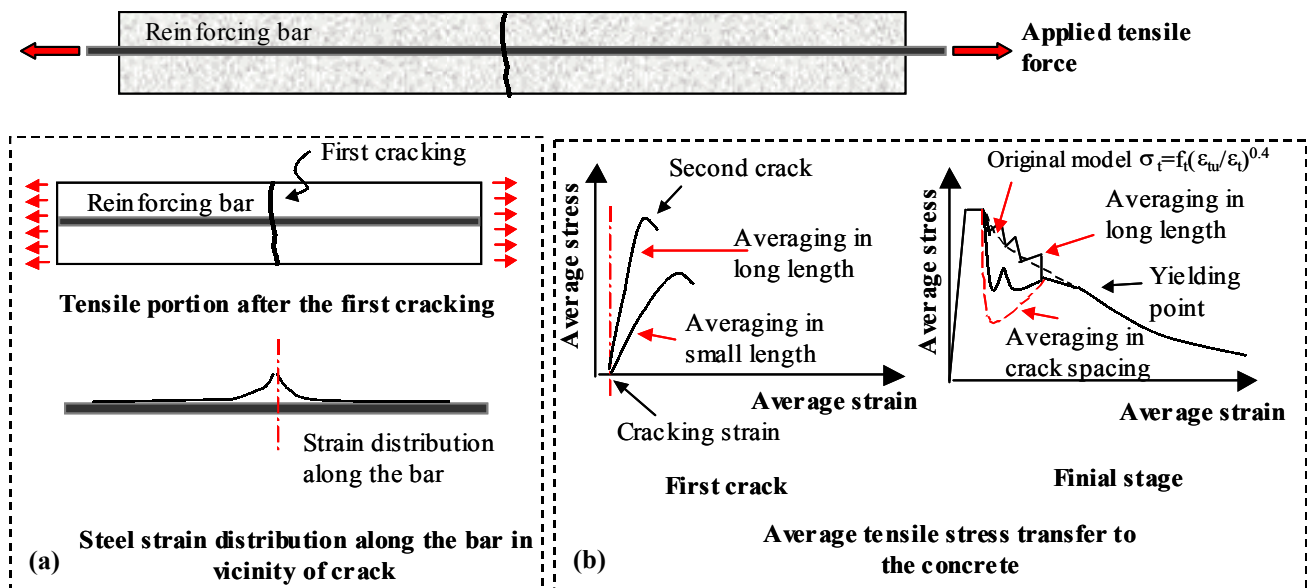 Reinforcing bar
Applied tensile
force
First cracking
Reinforcing bar
Tensile portion after the first cracking
Strain distribution
along the bar
(a)
Steel strain distribution along the bar in
vicinity of crack
Average stress
Second crack
Averaging in
long length
Averaging in
small length
Average strain
Cracking strain
First crack
Original model σt=ft(εtu/εt)0.4
Average stress
Averaging in
long length
Yielding
point
Averaging in
crack spacing
Average strain
Finial stage
(b)
Average tensile stress transfer to
the concrete